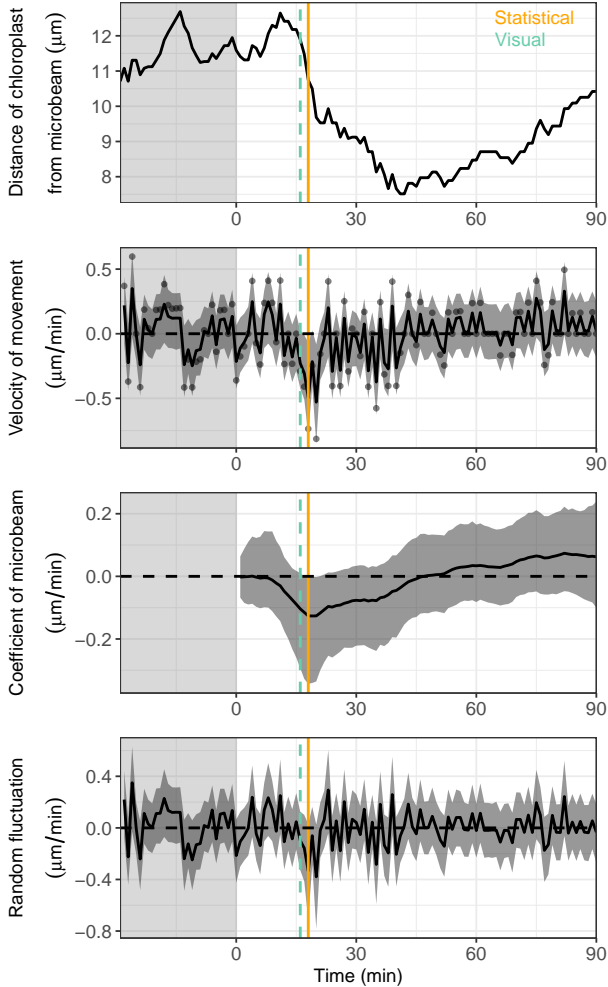 Distance of chloroplast
from microbeam (μm)
Statistical
Visual
12
11
10
9
8
0
30
60
90
Velocity of movement
(μm/min)
0.5
0.0
−0.5
0
30
60
90
Coefficient of microbeam
(μm/min)
0.2
0.0
−0.2
0
30
60
90
Random fluctuation
(μm/min)
0.4
0.0
−0.4
−0.8
0
30
60
90
Time (min)